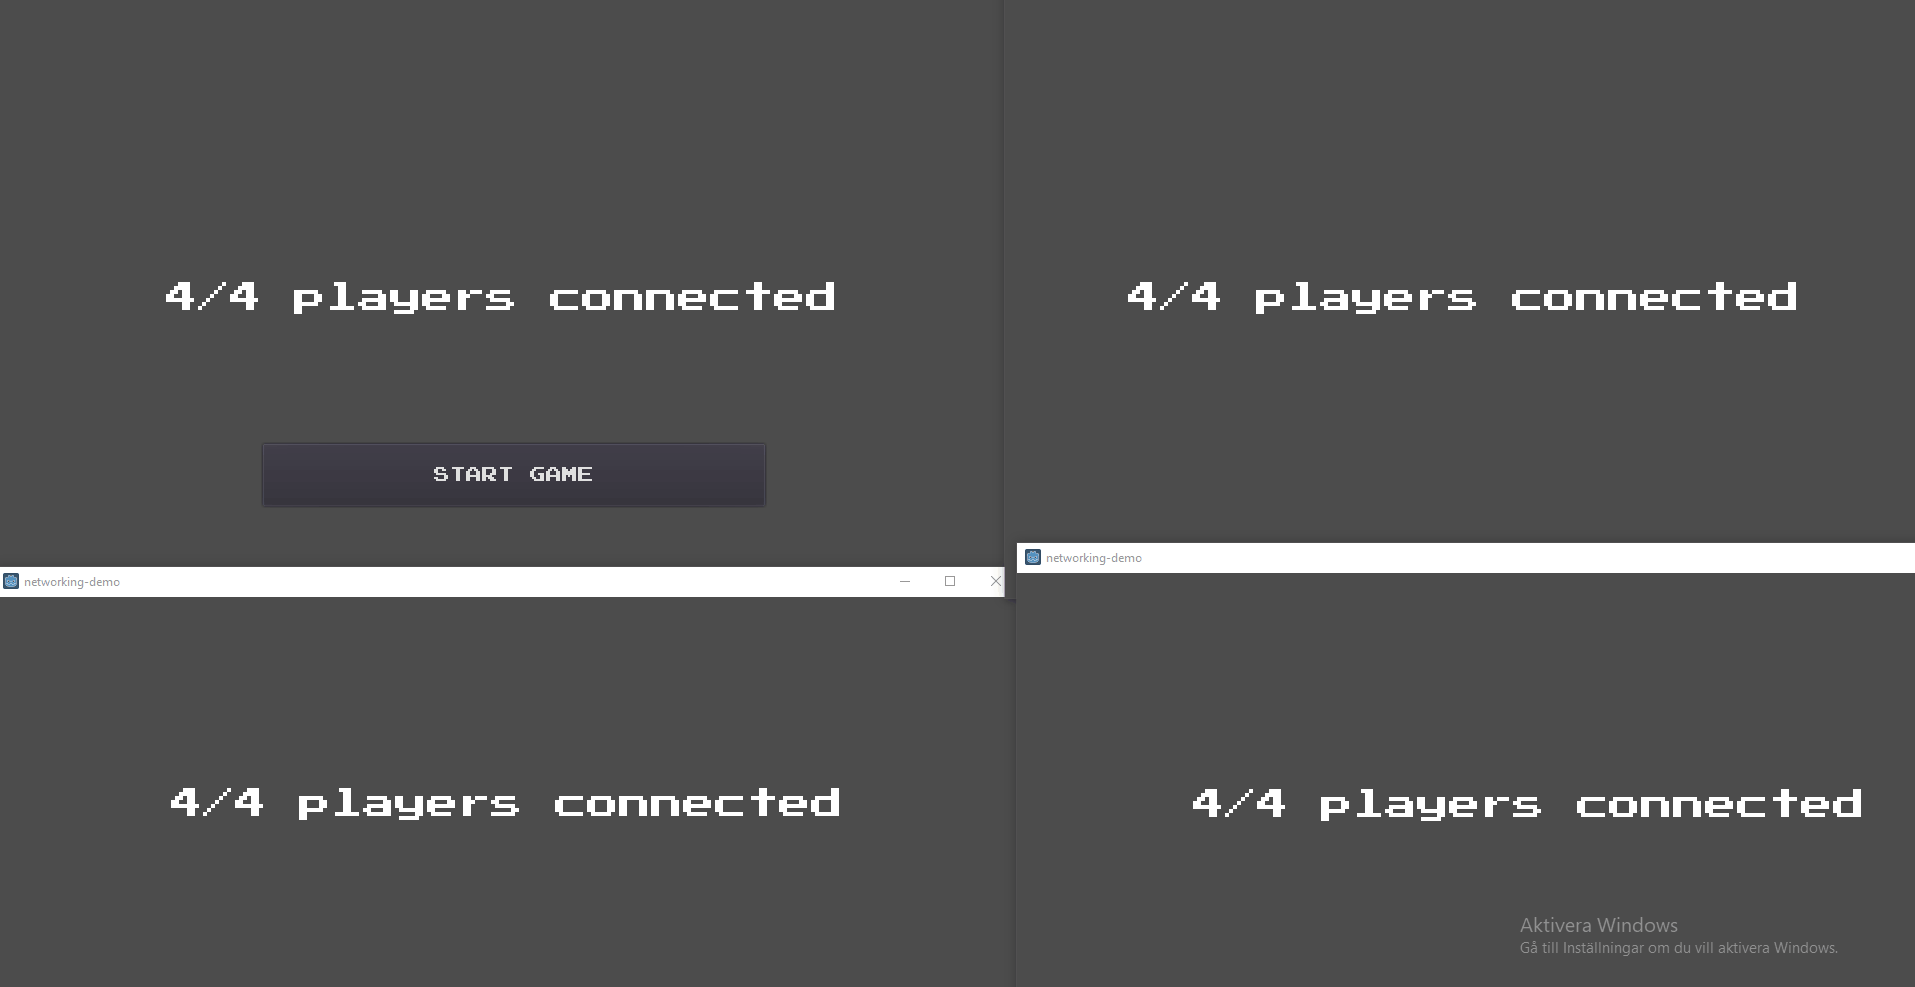 4/4 players connected
START GAME
4/4 players connected
networking-demo
4/4 players connected
networking-demo
4/4 players connected
Aktivera Windows
Gå till Inställningar om du vill aktivera Windows.